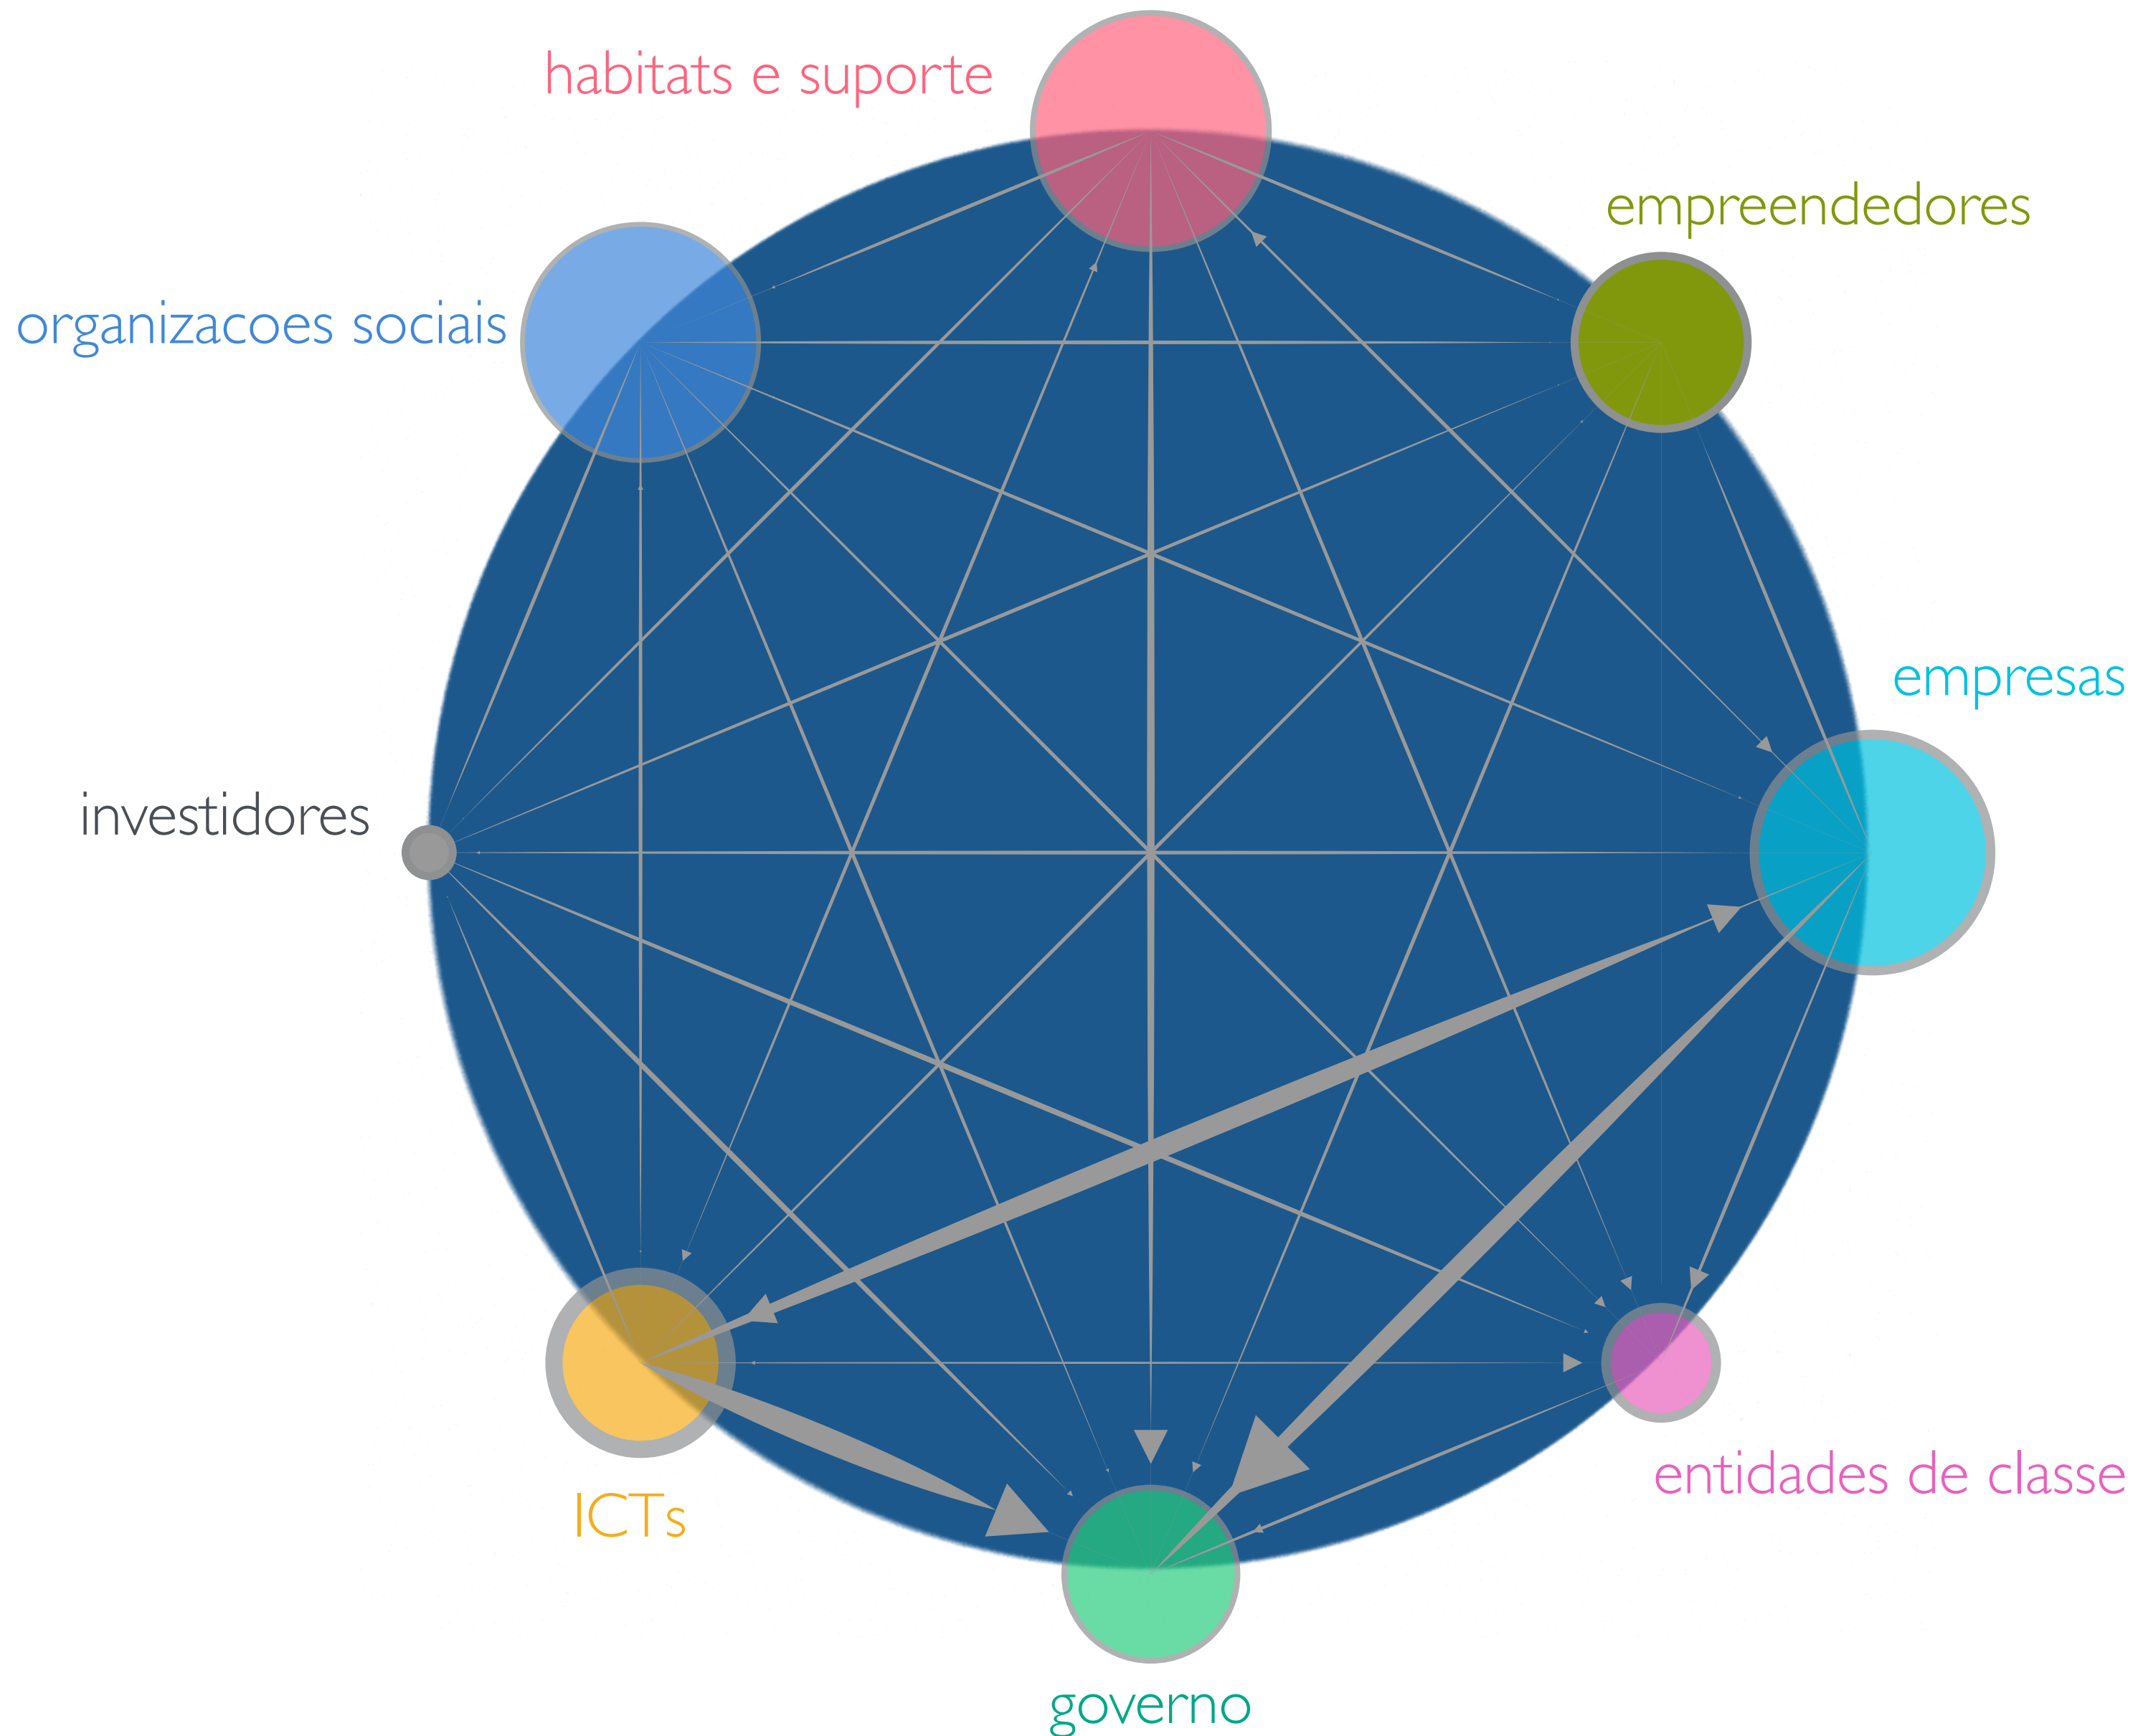 habitats e suporte
empreendedores
organizacoes sociais
empresas
investidores
entidades de classe
ICTs
governo